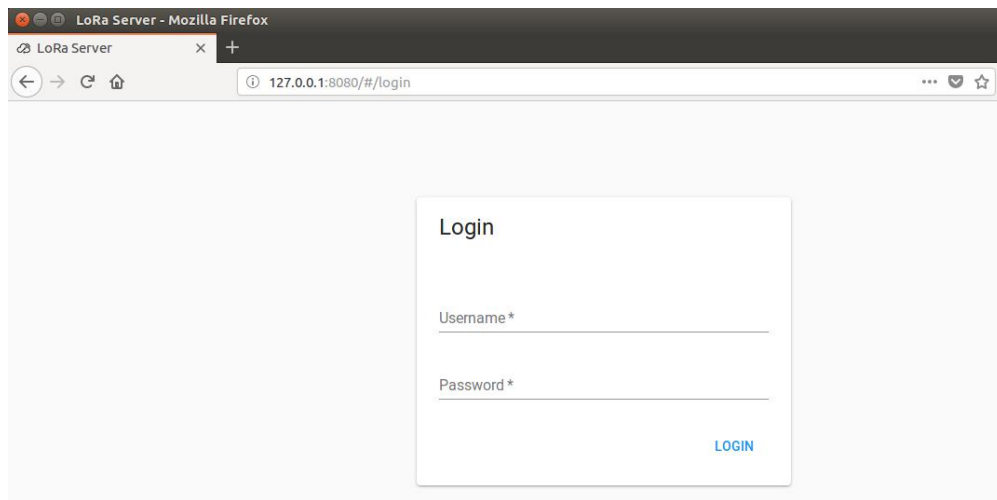 LoRa Server - Mozilla Firefox
LoRa Server
127.0.0.1:8080/#/login
Login
Username *
Password *
LOGIN